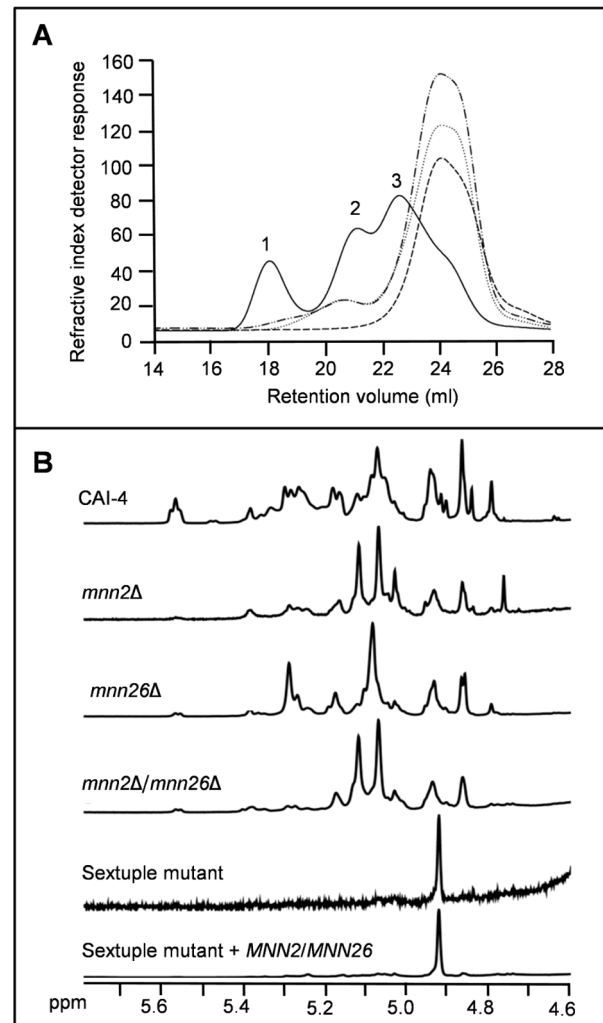 A
Refractive index detector response
160
140
120
100
80
60
40
20
0
1
2
3
14 16 18 20 22 24 26 28
Retention volume (ml)
B
CAI-4
mnn2Δ
mnn26Δ
mnn2Δ/mnn26Δ
Sextuple mutant
Sextuple mutant + MNN2/MNN26
ppm 5.6 5.4 5.2 5.0 4.8 4.6